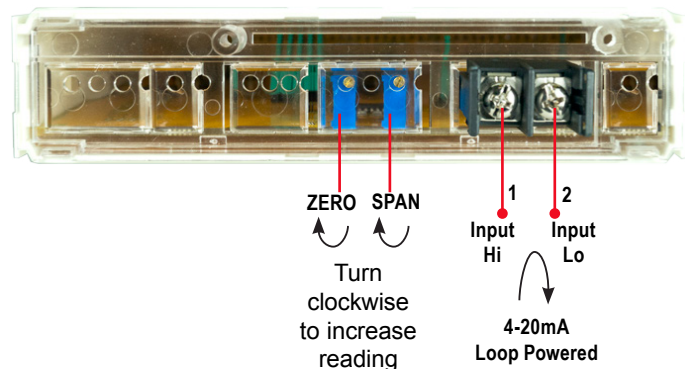 ZERO SPAN
Turn
clockwise
to increase
reading
1 2
Input Input
Hi Lo
4-20mA
Loop Powered